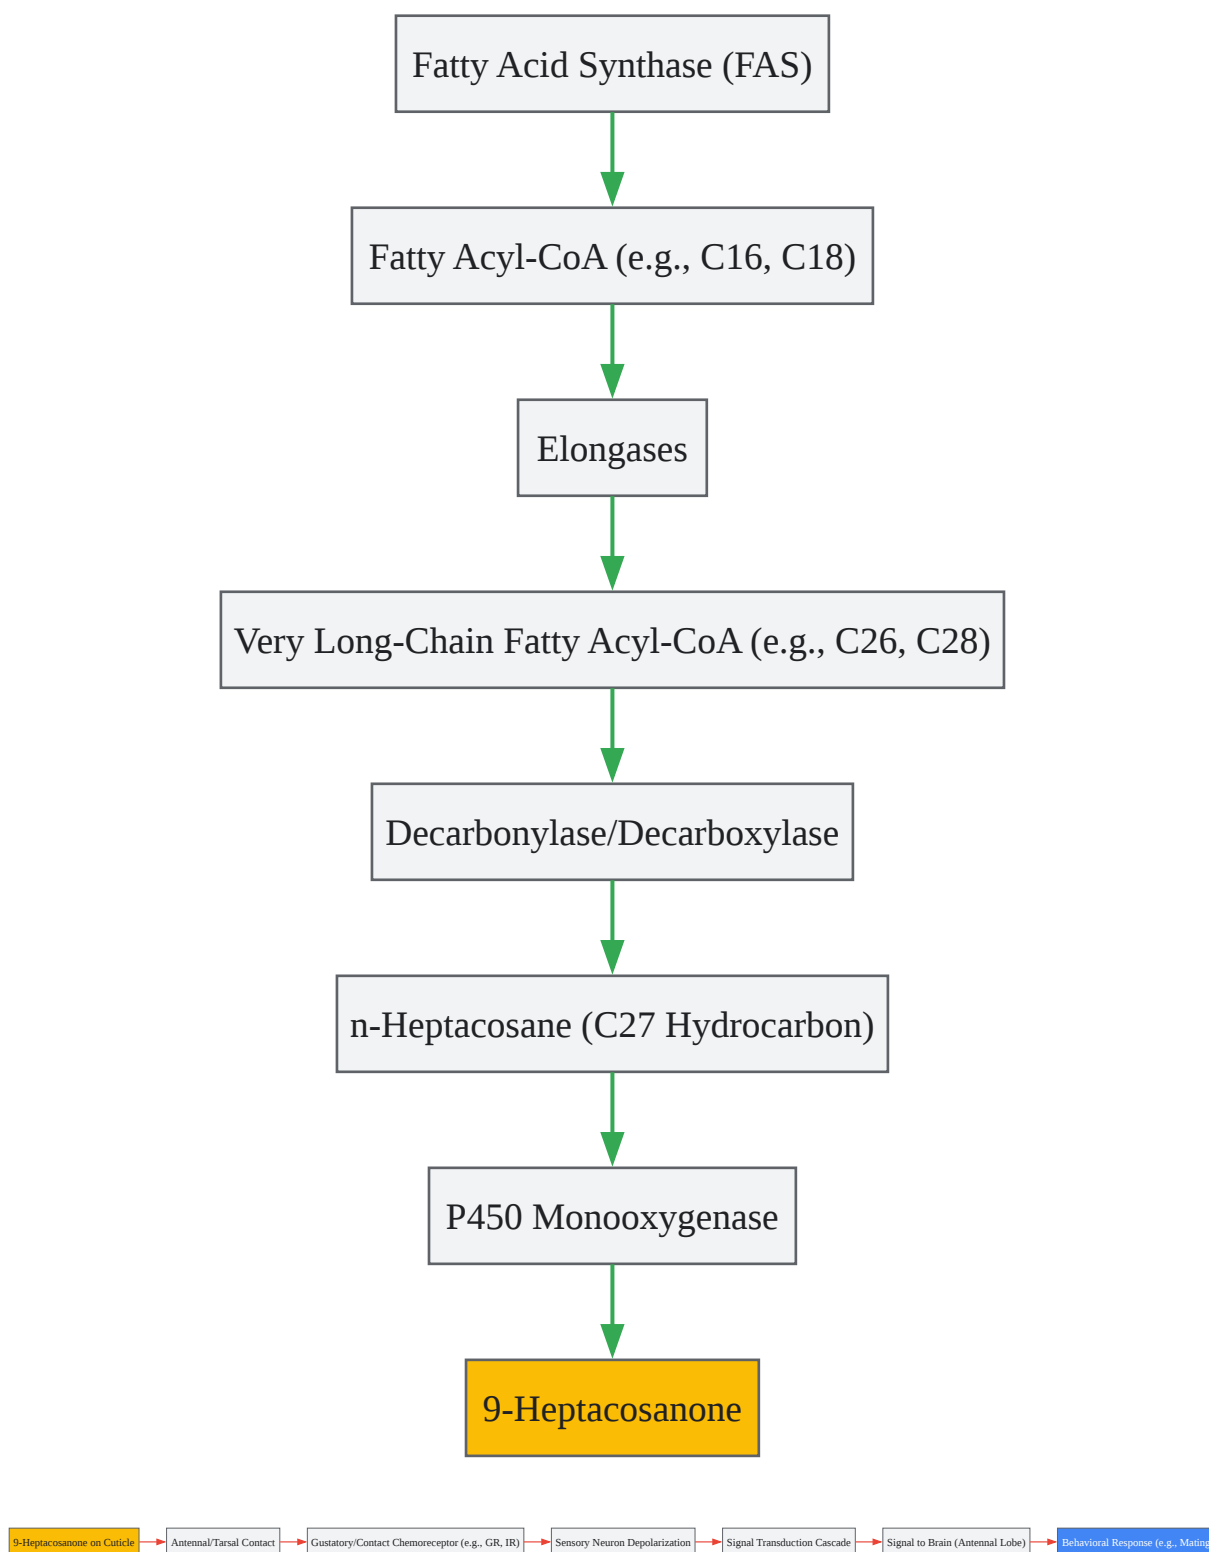 Fatty Acid Synthase (FAS)
Fatty Acyl-CoA (e.g., C16, C18)
Elongases
Very Long-Chain Fatty Acyl-CoA (e.g., C26, C28)
Decarbonylase/Decarboxylase
n-Heptacosane (C27 Hydrocarbon)
P450 Monooxygenase
9-Heptacosanone
9-Heptacosanone on Cuticle
Antennal/Tarsal Contact
Gustatory/Contact Chemoreceptor (e.g., GR, IR)
Sensory Neuron Depolarization
Signal Transduction Cascade
Signal to Brain (Antennal Lobe)
Behavioral Response (e.g., Mating